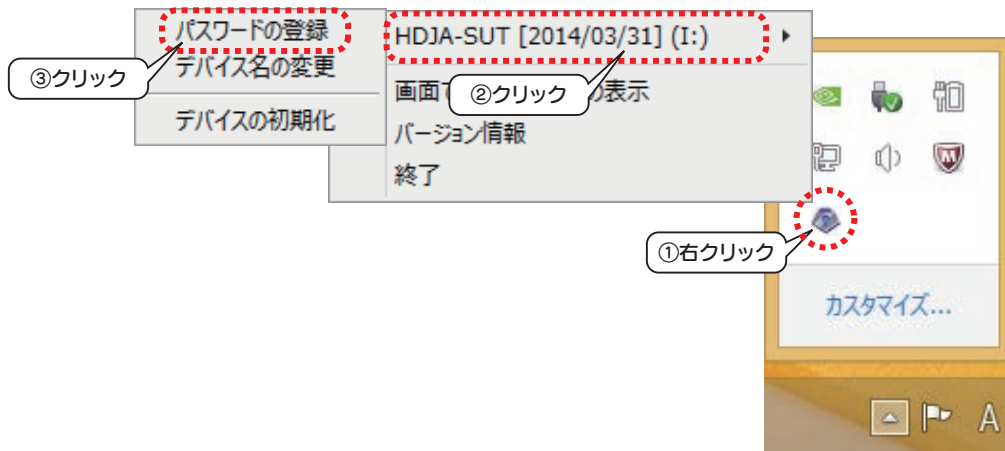 パスワードの登録
デバイス名の変更
デバイスの初期化
③クリック
HDJA-SUT [2014/03/31] (I:)
画面で
の表示
②クリック
バージョン情報
終了
①右クリック
カスタマイズ...
A